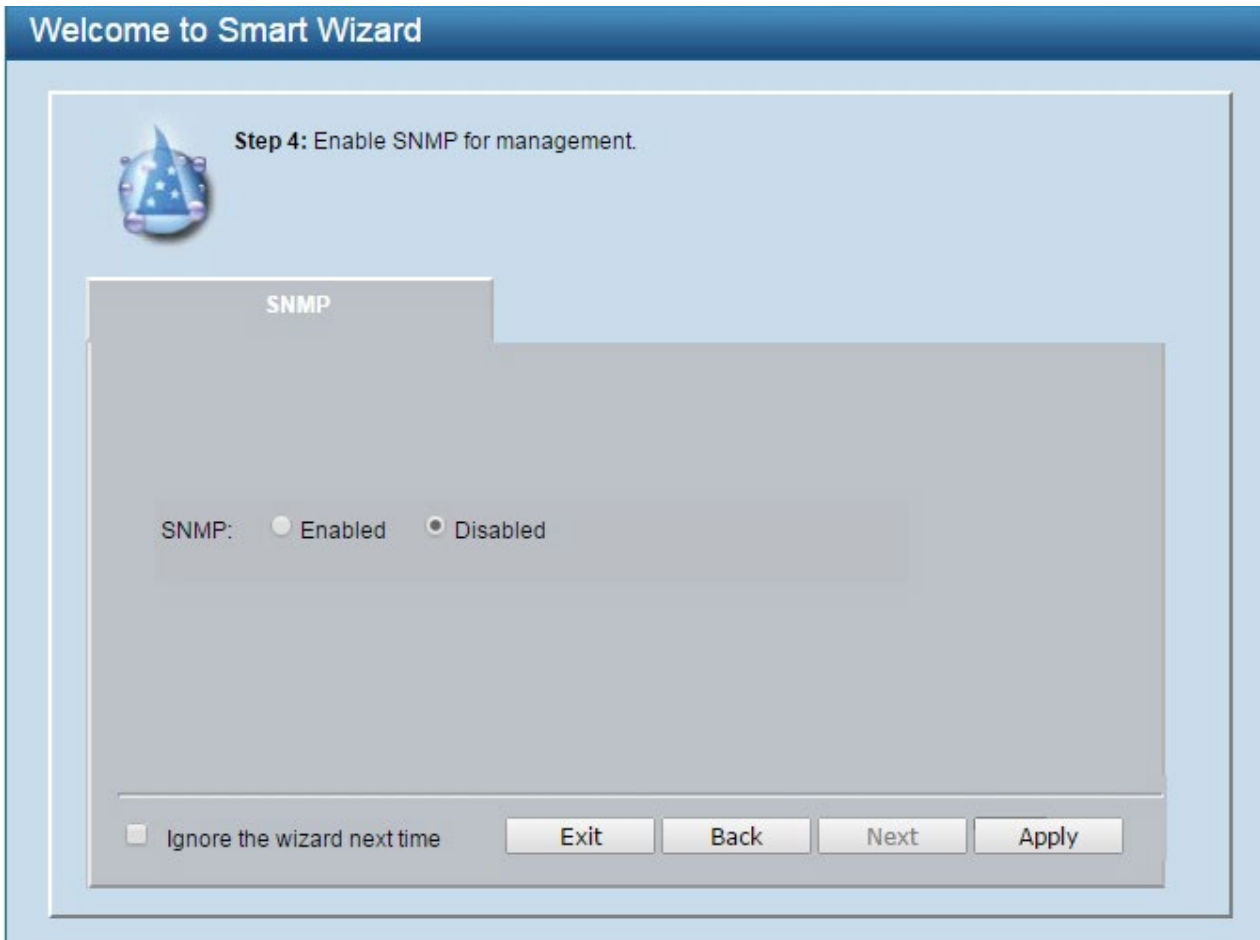 Welcome to Smart Wizard
Step 4: Enable SNMP for management.
SNMP
SNMP: Enabled Disabled
Ignore the wizard next time Exit Back Next Apply